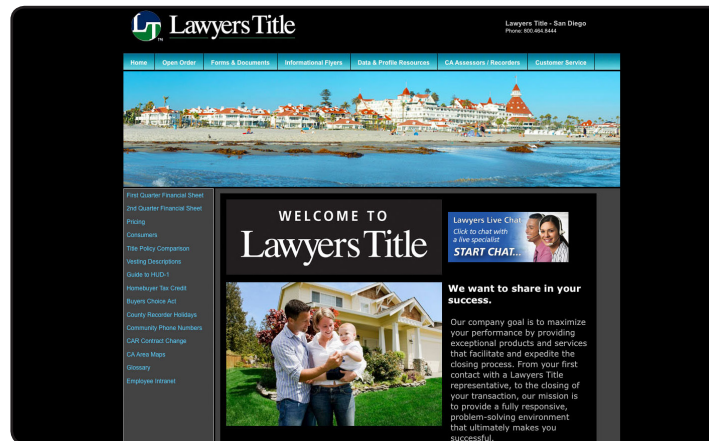 LT Lawyers Title
TM
Lawyers Title - San Diego
Phone: 800.464.8444
Home Open Order Forms & Documents Informational Flyers Data & Profile Resources CA Assessors / Recorders Customer Service
First Quarter Financial Sheet
2nd Quarter Financial Sheet
Pricing
Consumers
Title Policy Comparison
Vesting Descriptions
Guide to HUD-1
Homebuyer Tax Credit
Buyers Choice Act
County Recorder Holidays
Community Phone Numbers
CAR Contract Change
CA Area Maps
Glossary
Employee Intranet
WELCOME TO
Lawyers Title
Lawyers Live Chat
Click to chat with
a live specialist
START CHAT...
We want to share in your
success.
Our company goal is to maximize
your performance by providing
exceptional products and services
that facilitate and expedite the
closing process. From your first
contact with a Lawyers Title
representative, to the closing of
your transaction, our mission is
to provide a fully responsive,
problem-solving environment
that ultimately makes you
successful.